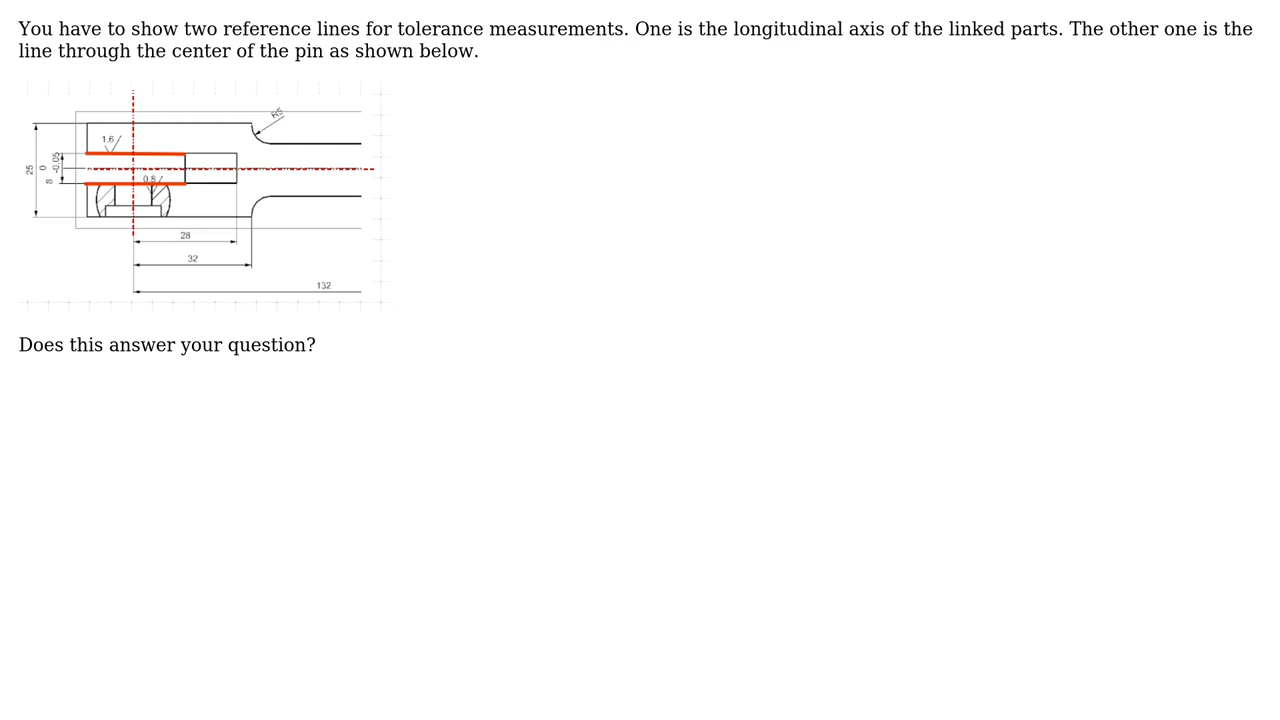 You have to show two reference lines for tolerance measurements. One is the longitudinal axis of the linked parts. The other one is the
line through the center of the pin as shown below.
R5
1.6
25
0
8 -0,05
0.8
28
32
132
Does this answer your question?